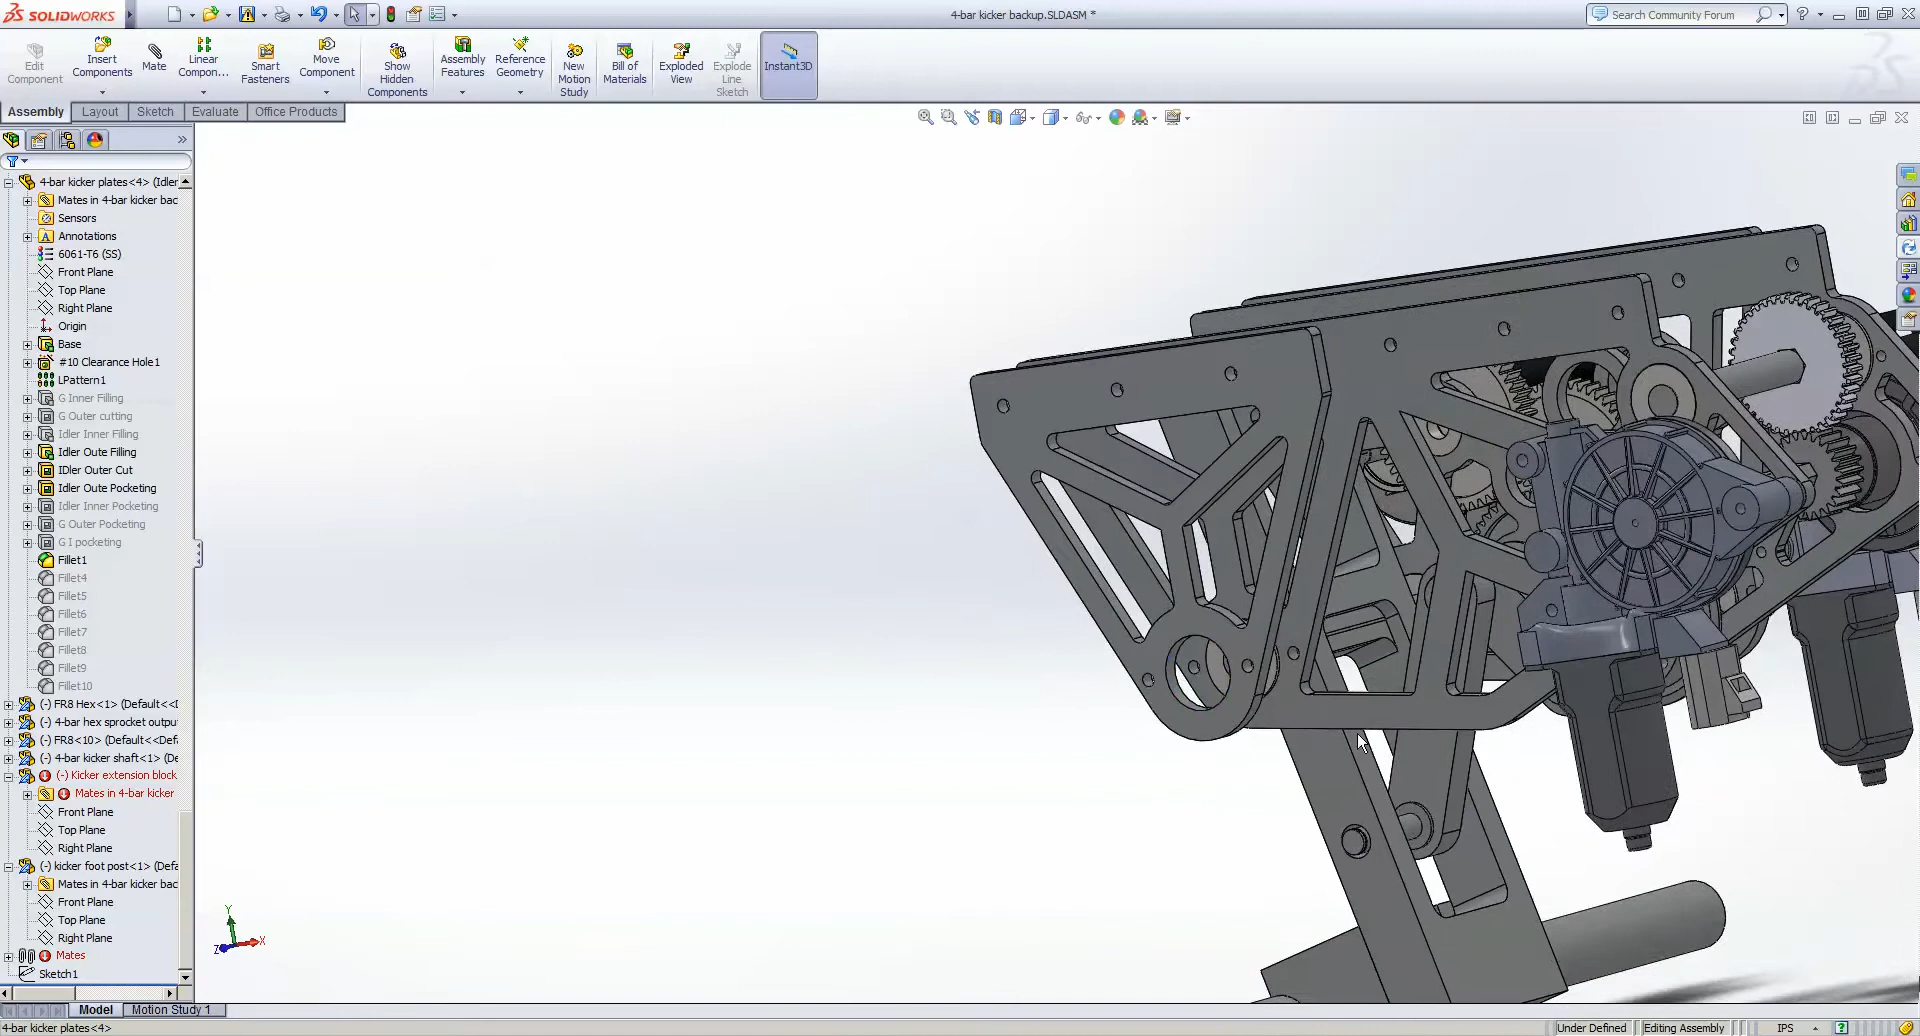 SOLIDWORKS
4-bar kicker backup.SLDASM *
Search Community Forum
Edit Component
Insert Components
Mate
Linear Compon...
Smart Fasteners
Move Component
Show Hidden Components
Assembly Features
Reference Geometry
New Motion Study
Bill of Materials
Exploded View
Explode Line Sketch
Instant3D
Assembly
Layout
Sketch
Evaluate
Office Products
4-bar kicker plates<4> (Idler
Mates in 4-bar kicker bac
Sensors
Annotations
6061-T6 (SS)
Front Plane
Top Plane
Right Plane
Origin
Base
#10 Clearance Hole1
LPattern1
G Inner Filling
G Outer cutting
Idler Inner Filling
Idler Oute Filling
IDler Outer Cut
Idler Oute Pocketing
Idler Inner Pocketing
G Outer Pocketing
G I pocketing
Fillet1
Fillet4
Fillet5
Fillet6
Fillet7
Fillet8
Fillet9
Fillet10
(-) FR8 Hex<1> (Default<<D
(-) 4-bar hex sprocket outpu
(-) FR8<10> (Default<<Defa
(-) 4-bar kicker shaft<1> (De
(-) Kicker extension block
Mates in 4-bar kicker
Front Plane
Top Plane
Right Plane
(-) kicker foot post<1> (Defa
Mates in 4-bar kicker bac
Front Plane
Top Plane
Right Plane
Mates
Sketch1
Y
X
Z
Model
Motion Study 1
4-bar kicker plates<4>
Under Defined
Editing Assembly
IPS